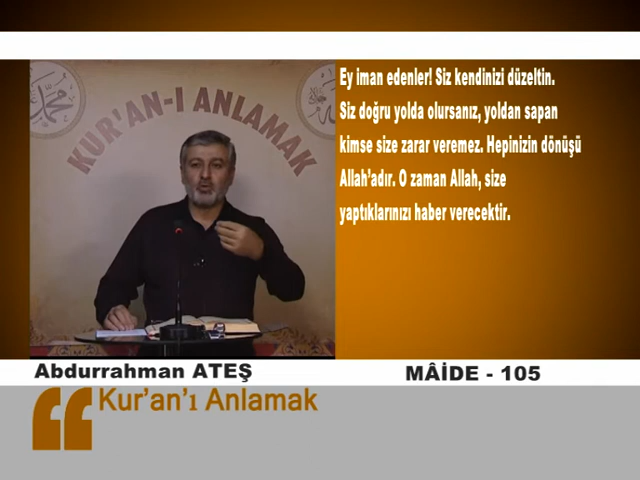 KUR'AN-I ANLAMAK
Ey iman edenler! Siz kendinizi düzeltin.
Siz doğru yolda olursanız, yoldan sapan
kimse size zarar veremez. Hepinizin dönüşü
Allah’adır. O zaman Allah, size
yaptıklarınızı haber verecektir.
Abdurrahman ATEŞ
MÂİDE - 105
Kur’an’ı Anlamak